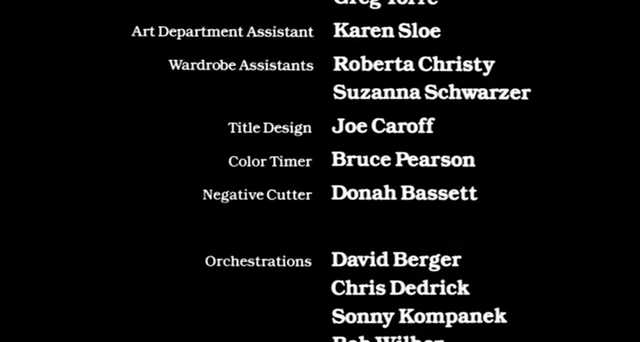 Greg Torre
Art Department Assistant Karen Sloe
Wardrobe Assistants Roberta Christy
Suzanna Schwarzer
Title Design Joe Caroff
Color Timer Bruce Pearson
Negative Cutter Donah Bassett
Orchestrations David Berger
Chris Dedrick
Sonny Kompanek
Bob Wilber